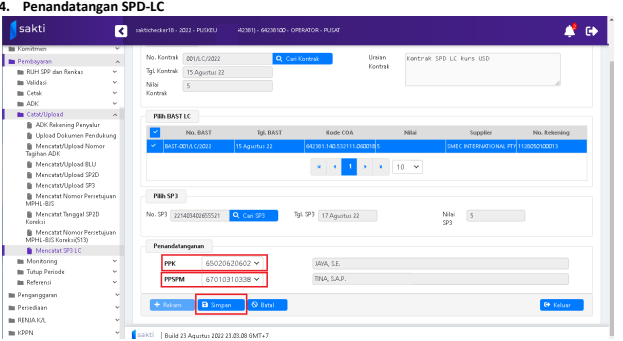 4. Penandatangan SPD-LC
sakti
saktichecker18 - 2022 - PUSKEU 42381) - 64238100 - OPERATOR - PUSAT
Komitmen
Pembayaran
RUH SPP dan Renkas
Validasi
Cetak
ADK
Catat/Upload
ADK Rekening Penyalur
Upload Dokumen Pendukung
Mencatat/Upload Nomor
Tagihan ADK
Mencatat/Upload BLU
Mencatat/Upload SP2D
Mencatat/Upload SP3
Mencatat Nomor Persetujuan
MPHL-BJS
Mencatat Tanggal SP2D
Koreksi
Mencatat Nomor Persetujuan
MPHL-BJS Koreksi(S13)
Mencatat SP3 LC
Monitoring
Tutup Periode
Referensi
Penganggaran
Persediaan
RENJA K/L
KPPN
No. Kontrak 001/LC/2022 Cari Kontrak Uraian Kontrak SPD LC kurs USD
Kontrak
Tgl. Kontrak 15 Agustus 22
Nilai 5
Kontrak
Pilih BAST LC
No. BAST Tgl. BAST Kode COA Nilai Supplier No. Rekening
BAST-001/LC/2022 15 Agustus 22 642381.140.532111.060018 5 SMEC INTERNATIONAL PTY 1126050100013
1 10
Pilih SP3
No. SP3 221403402655521 Cari SP3 Tgl. SP3 17 Agustus 22 Nilai 5
SP3
Penandatanganan
PPK 65020620602 JAYA, S.E.
PPSPM 67010310338 TINA, S.A.P.
+ Rekam Simpan Batal Keluar
sakti | Build 23 Agustus 2022 23.03.08 GMT+7